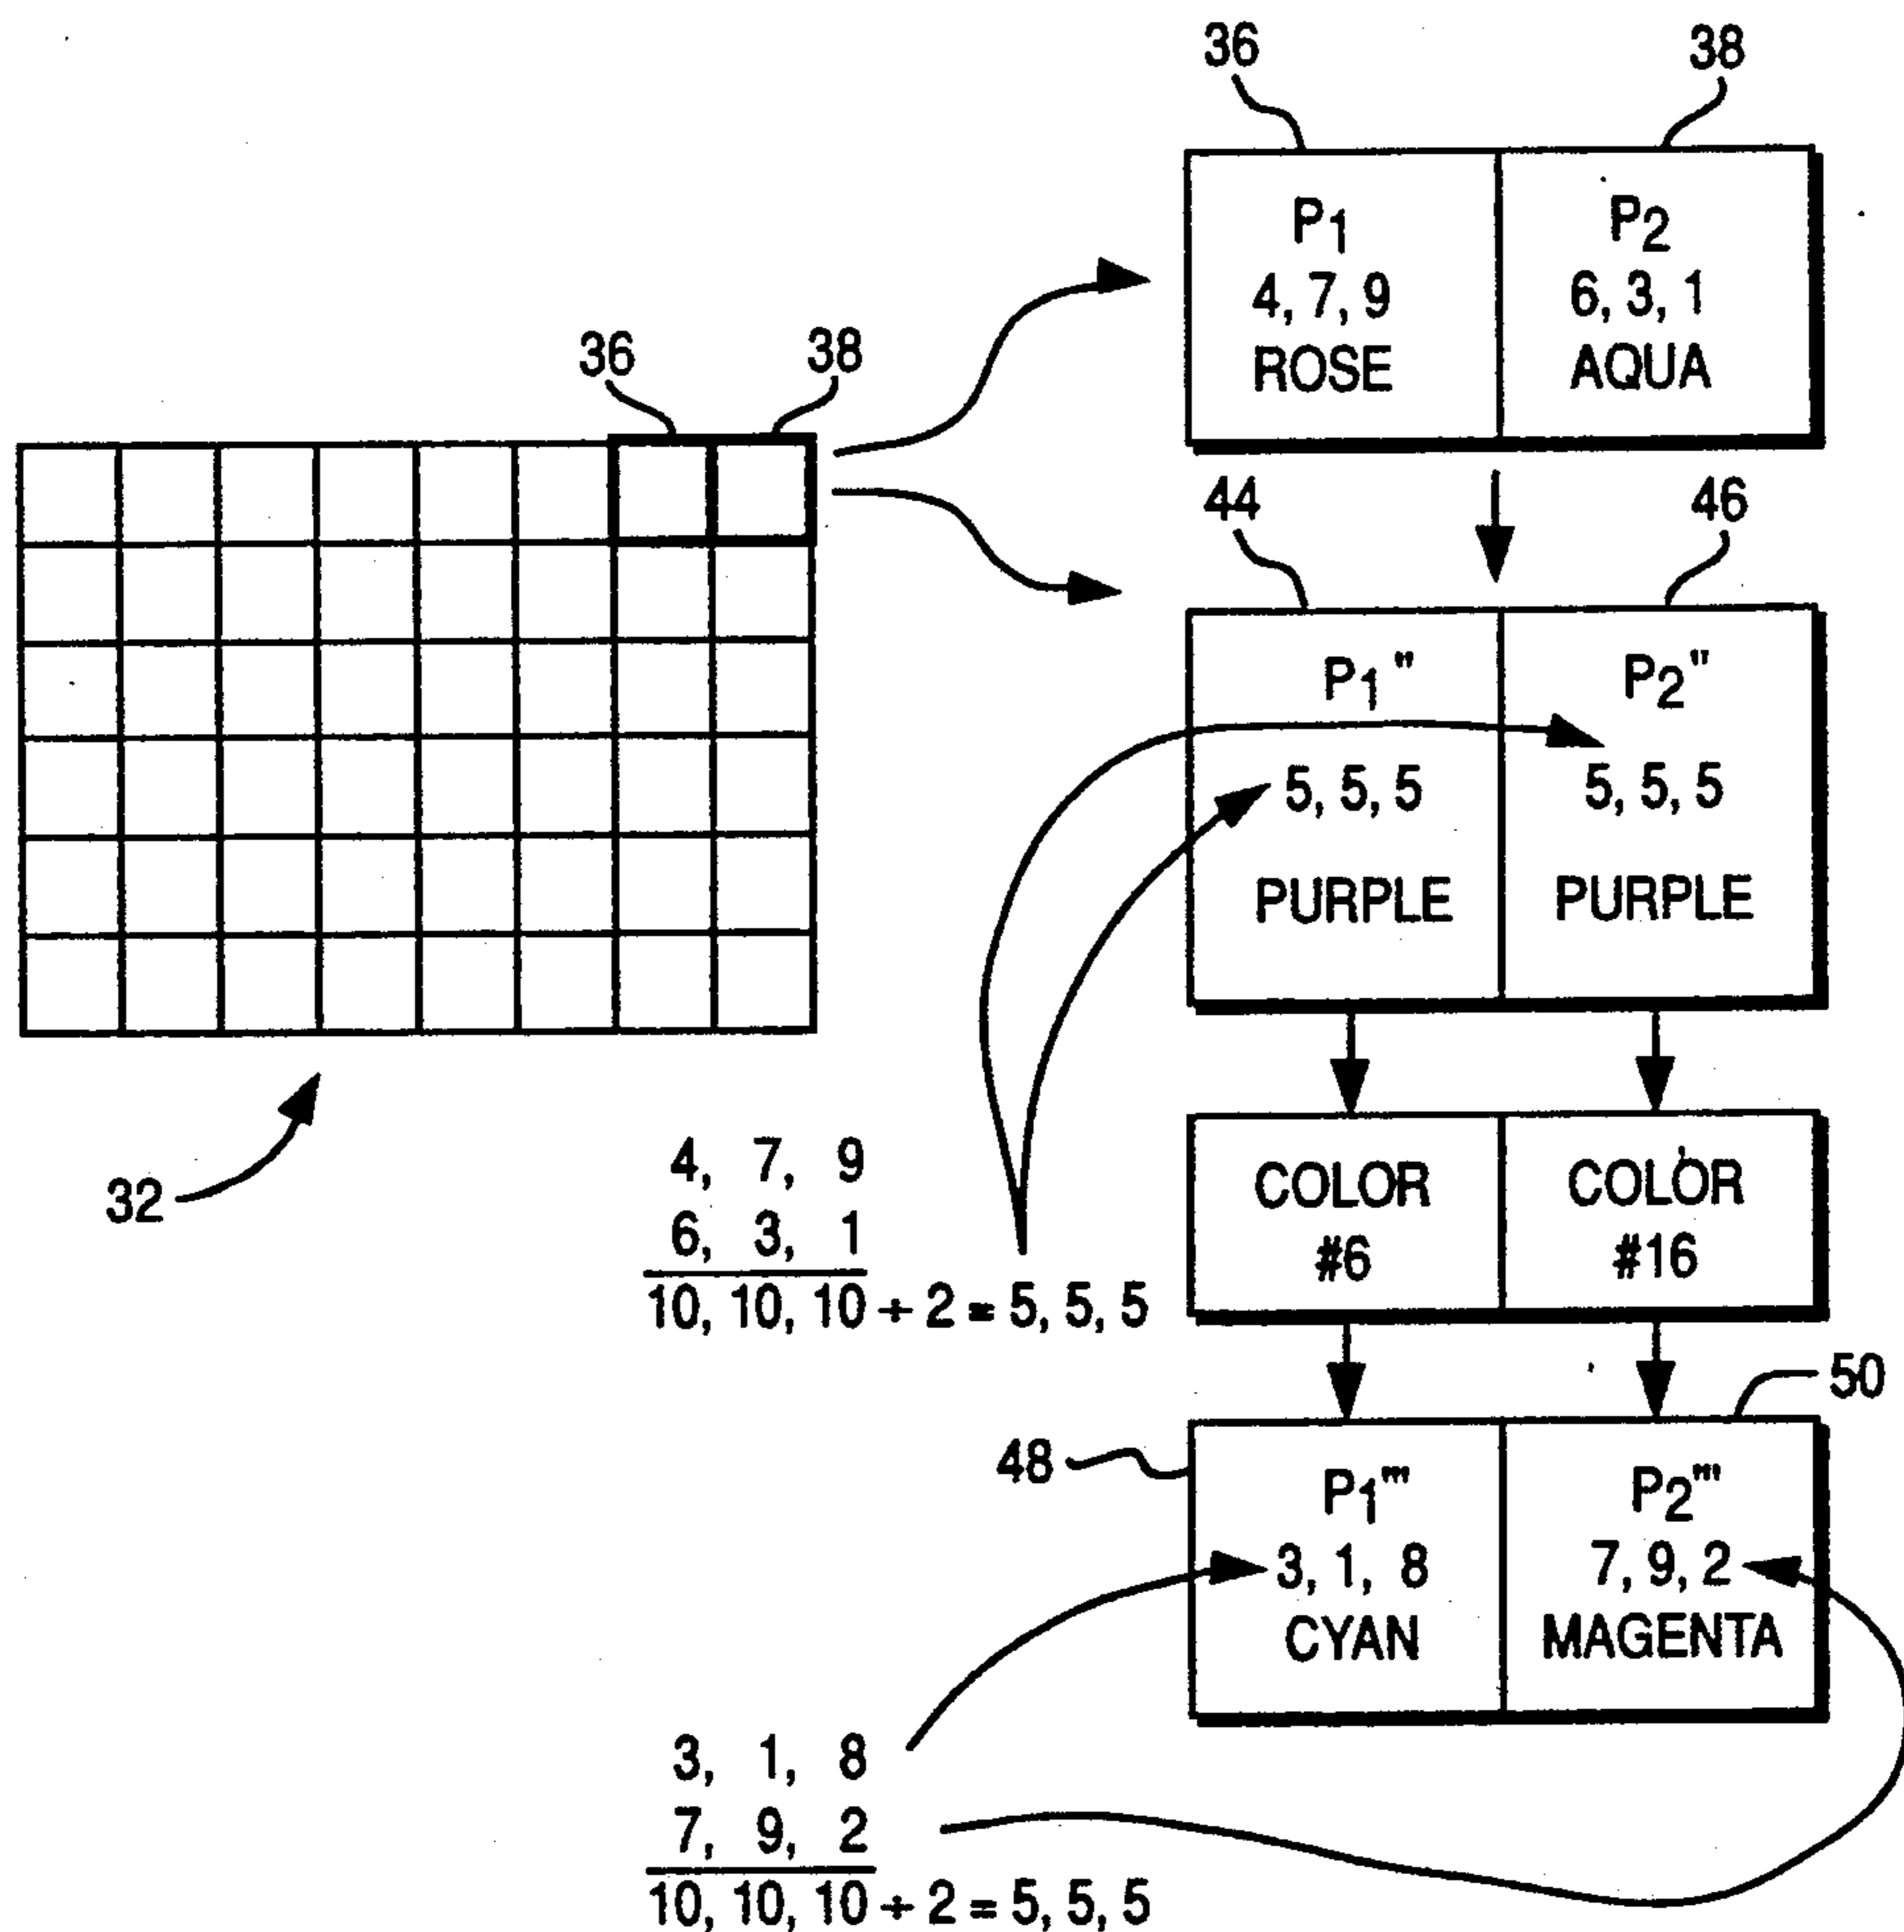 36 38
P1 P2
4, 7, 9 6, 3, 1
ROSE AQUA
36 38
44 46
P1" P2"
5, 5, 5 5, 5, 5
PURPLE PURPLE
32
4, 7, 9
6, 3, 1
10, 10, 10 ÷ 2 = 5, 5, 5
COLOR COLOR
#6 #16
50
48
P1''' P2'''
3, 1, 8 7, 9, 2
CYAN MAGENTA
3, 1, 8
7, 9, 2
10, 10, 10 ÷ 2 = 5, 5, 5